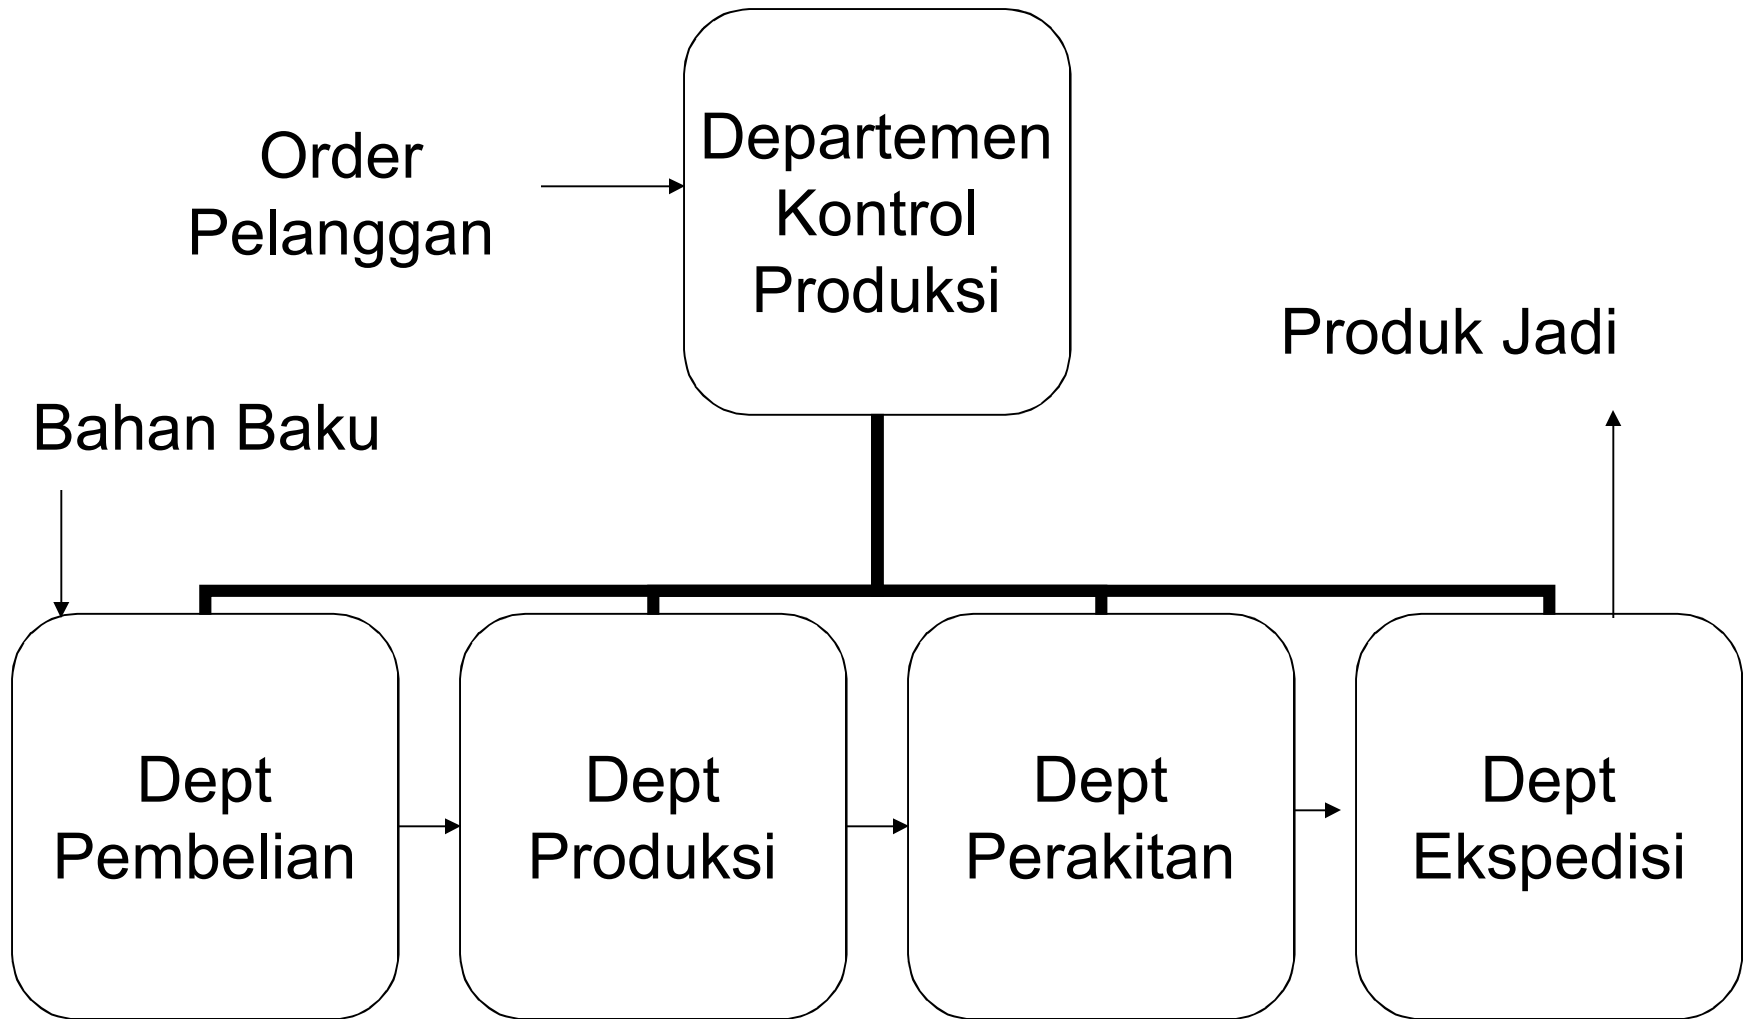 Order
Pelanggan
Departemen
Kontrol
Produksi
Produk Jadi
Bahan Baku
Dept
Pembelian
Dept
Produksi
Dept
Perakitan
Dept
Ekspedisi